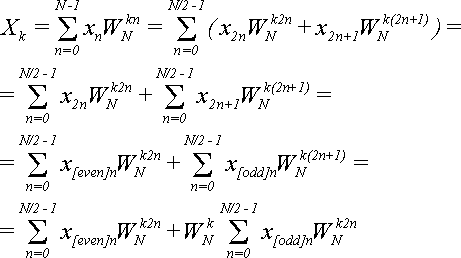 X_k = \sum_{n=0}^{N-1} x_n W_N^{kn} = \sum_{n=0}^{N/2-1} ( x_{2n} W_N^{k2n} + x_{2n+1} W_N^{k(2n+1)} ) =
= \sum_{n=0}^{N/2-1} x_{2n} W_N^{k2n} + \sum_{n=0}^{N/2-1} x_{2n+1} W_N^{k(2n+1)} =
= \sum_{n=0}^{N/2-1} x_{[even]n} W_N^{k2n} + \sum_{n=0}^{N/2-1} x_{[odd]n} W_N^{k(2n+1)} =
= \sum_{n=0}^{N/2-1} x_{[even]n} W_N^{k2n} + W_N^k \sum_{n=0}^{N/2-1} x_{[odd]n} W_N^{k2n}